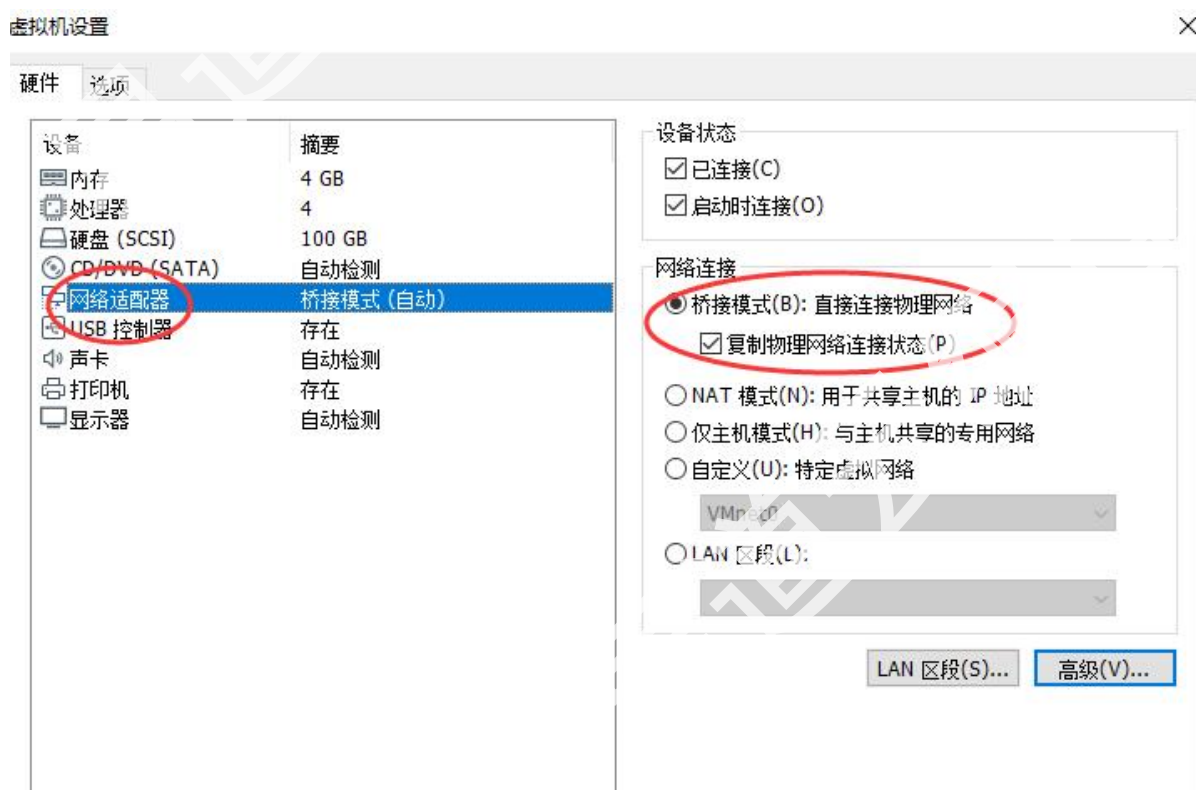 虚拟机设置
硬件 选项
设备 摘要
内存 4 GB
处理器 4
硬盘 (SCSI) 100 GB
CD/DVD (SATA) 自动检测
网络适配器 桥接模式 (自动)
USB 控制器 存在
声卡 自动检测
打印机 存在
显示器 自动检测
设备状态
已连接(C)
启动时连接(O)
网络连接
桥接模式(B): 直接连接物理网络
复制物理网络连接状态(P)
NAT 模式(N): 用于共享主机的 IP 地址
仅主机模式(H): 与主机共享的专用网络
自定义(U): 特定虚拟网络
VMnet0
LAN 区段(L):
LAN 区段(S)... 高级(V)...